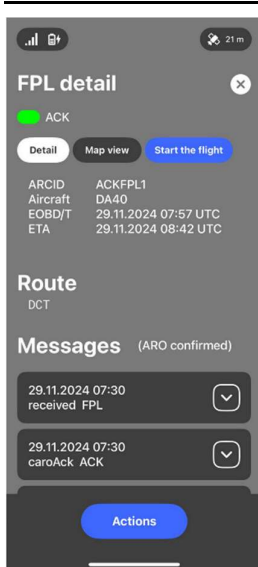 21 m
FPL detail
ACK
Detail Map view Start the flight
ARCID ACKFPL1
Aircraft DA40
EOBD/T 29.11.2024 07:57 UTC
ETA 29.11.2024 08:42 UTC
Route
DCT
Messages (ARO confirmed)
29.11.2024 07:30
received FPL
29.11.2024 07:30
caroAck ACK
Actions